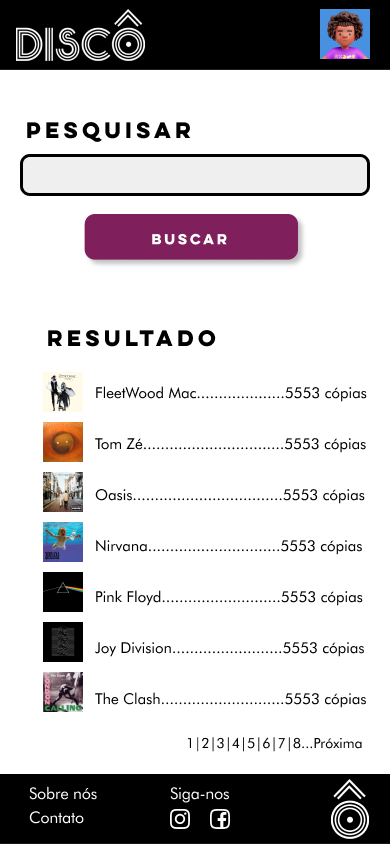 DISCÔ
PESQUISAR
BUSCAR
RESULTADO
FleetWood Mac....................5553 cópias
Tom Zé................................5553 cópias
Oasis..................................5553 cópias
Nirvana..............................5553 cópias
Pink Floyd...........................5553 cópias
Joy Division.........................5553 cópias
The Clash............................5553 cópias
1|2|3|4|5|6|7|8...Próxima
Sobre nós
Contato
Siga-nos